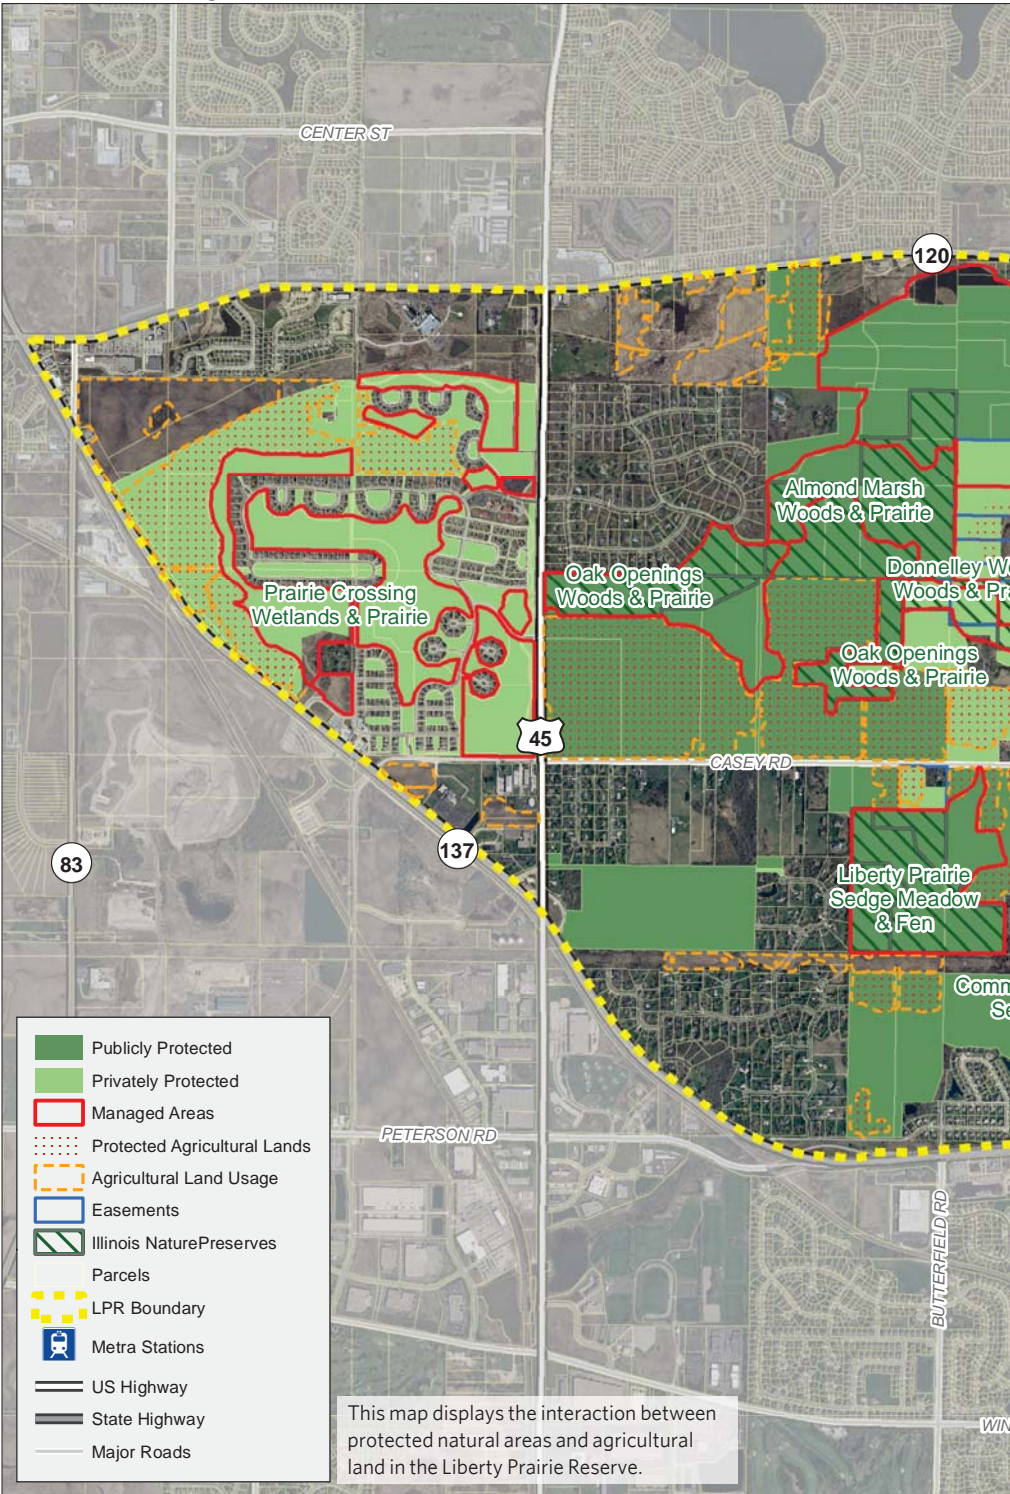 CENTER ST
120
Almond Marsh
Woods & Prairie
Oak Openings
Woods & Prairie
Donnelley W
Woods & Pr
Prairie Crossing
Wetlands & Prairie
Oak Openings
Woods & Prairie
45
CASEY RD
137
83
Liberty Prairie
Sedge Meadow
& Fen
Comm
Se
Publicly Protected
Privately Protected
Managed Areas
Protected Agricultural Lands
Agricultural Land Usage
Easements
Illinois NaturePreserves
Parcels
LPR Boundary
Metra Stations
US Highway
State Highway
Major Roads
PETERSON RD
BUTTERFIELD RD
WIN
This map displays the interaction between
protected natural areas and agricultural
land in the Liberty Prairie Reserve.